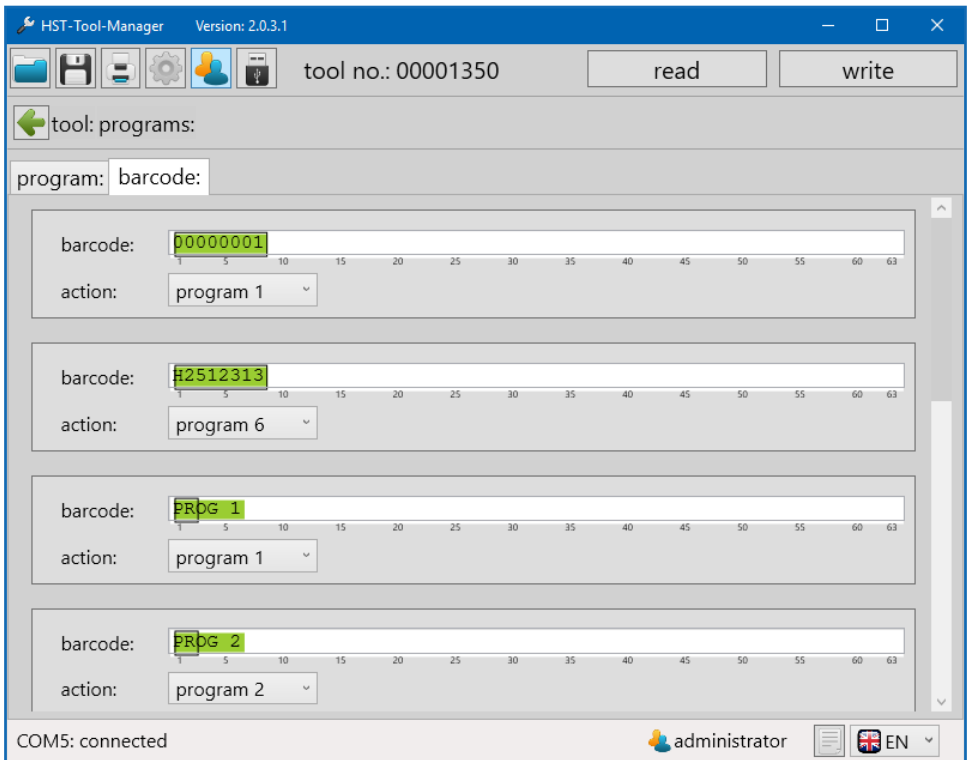 HST-Tool-Manager Version: 2.0.3.1
tool no.: 00001350 read write
tool: programs:
program: barcode:
barcode: 00000001
1 5 10 15 20 25 30 35 40 45 50 55 60 63
action: program 1
barcode: H2512313
1 5 10 15 20 25 30 35 40 45 50 55 60 63
action: program 6
barcode: PROG 1
1 5 10 15 20 25 30 35 40 45 50 55 60 63
action: program 1
barcode: PROG 2
1 5 10 15 20 25 30 35 40 45 50 55 60 63
action: program 2
COM5: connected administrator EN